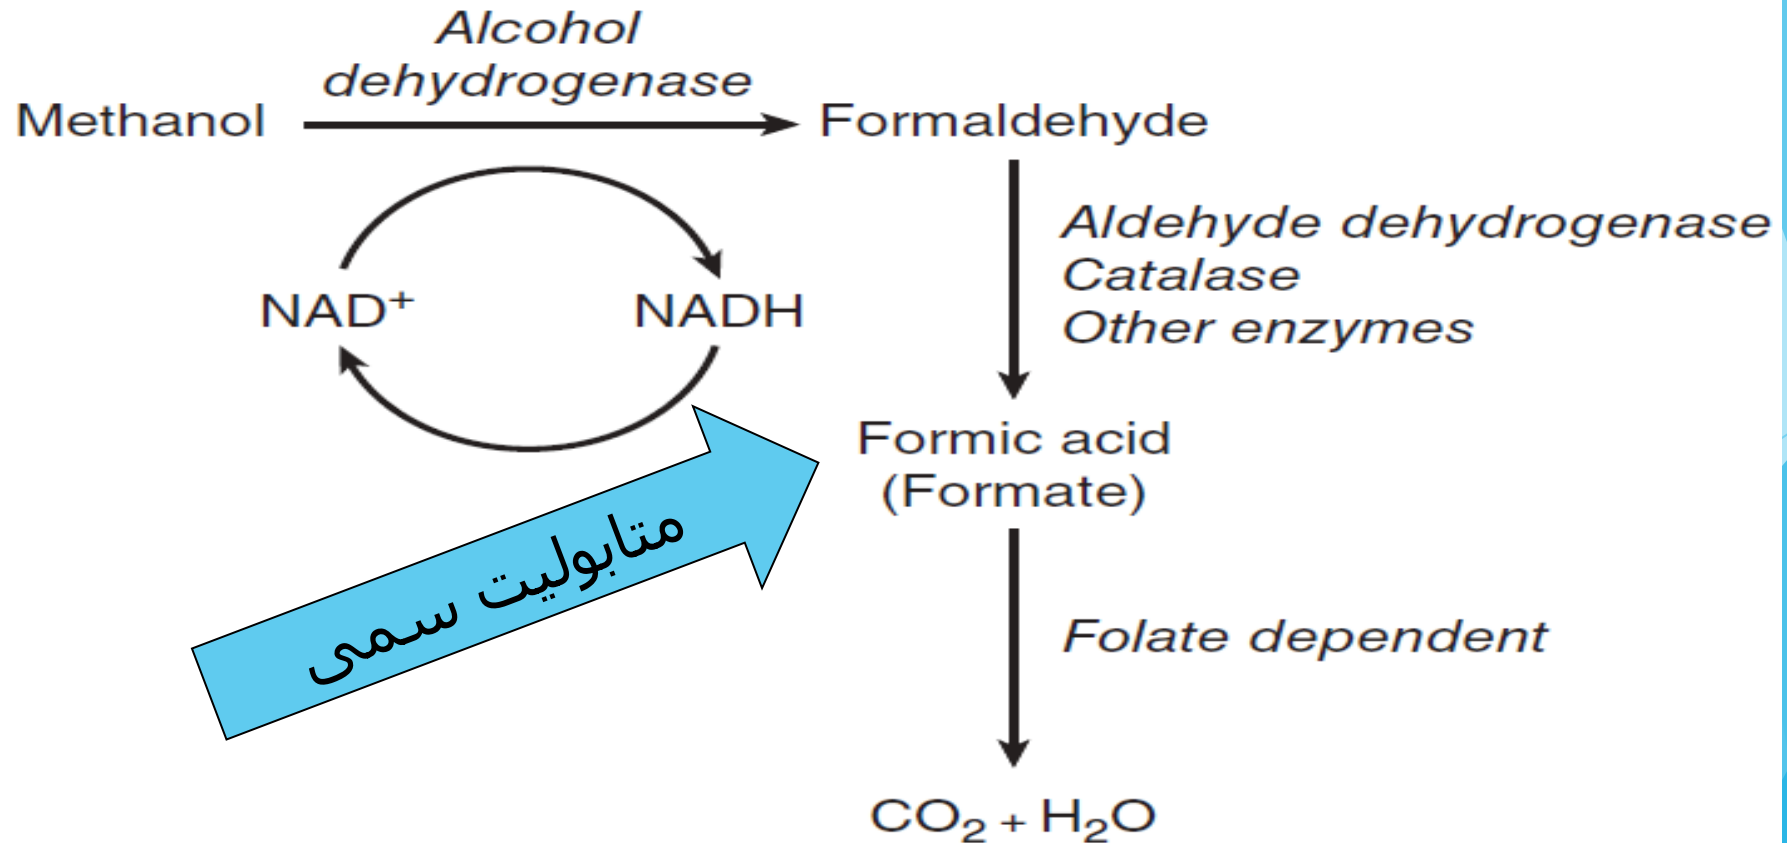 Alcohol
dehydrogenase
Methanol
Formaldehyde
NAD⁺
NADH
Aldehyde dehydrogenase
Catalase
Other enzymes
Formic acid
(Formate)
متابولیت سمی
Folate dependent
CO₂ + H₂O